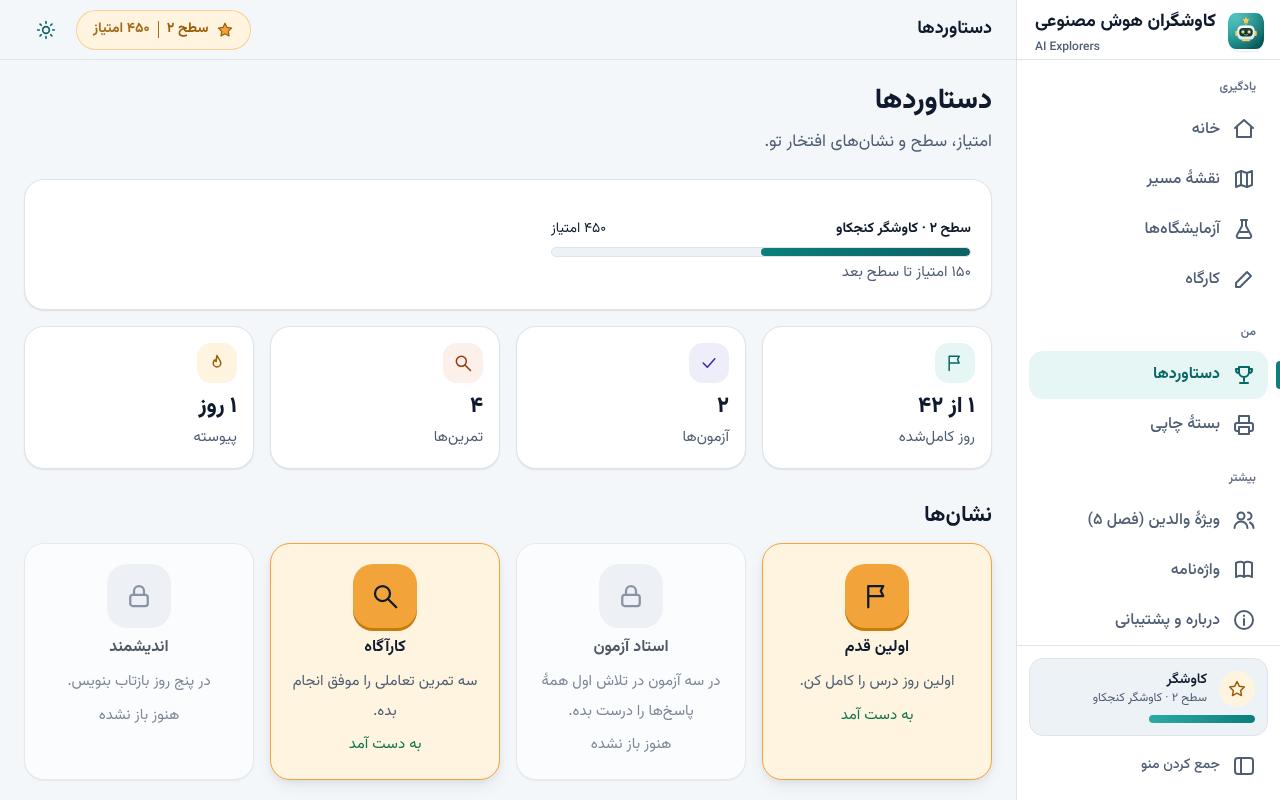 کاوشگران هوش مصنوعی
AI Explorers
یادگیری
خانه
نقشهٔ مسیر
آزمایشگاه‌ها
کارگاه
من
دستاوردها
بستهٔ چاپی
بیشتر
ویژهٔ والدین (فصل ۵)
واژه‌نامه
درباره و پشتیبانی
کاوشگر
سطح ۲ · کاوشگر کنجکاو
جمع کردن منو
دستاوردها
سطح ۲ | ۴۵۰ امتیاز
دستاوردها
امتیاز، سطح و نشان‌های افتخار تو.
سطح ۲ · کاوشگر کنجکاو
۴۵۰ امتیاز
۱۵۰ امتیاز تا سطح بعد
۱ از ۴۲
روز کامل‌شده
۲
آزمون‌ها
۴
تمرین‌ها
۱ روز
پیوسته
نشان‌ها
اولین قدم
اولین روز درس را کامل کن.
به دست آمد
استاد آزمون
در سه آزمون در تلاش اول همهٔ
پاسخ‌ها را درست بده.
هنوز باز نشده
کارآگاه
سه تمرین تعاملی را موفق انجام
بده.
به دست آمد
اندیشمند
در پنج روز بازتاب بنویس.
هنوز باز نشده